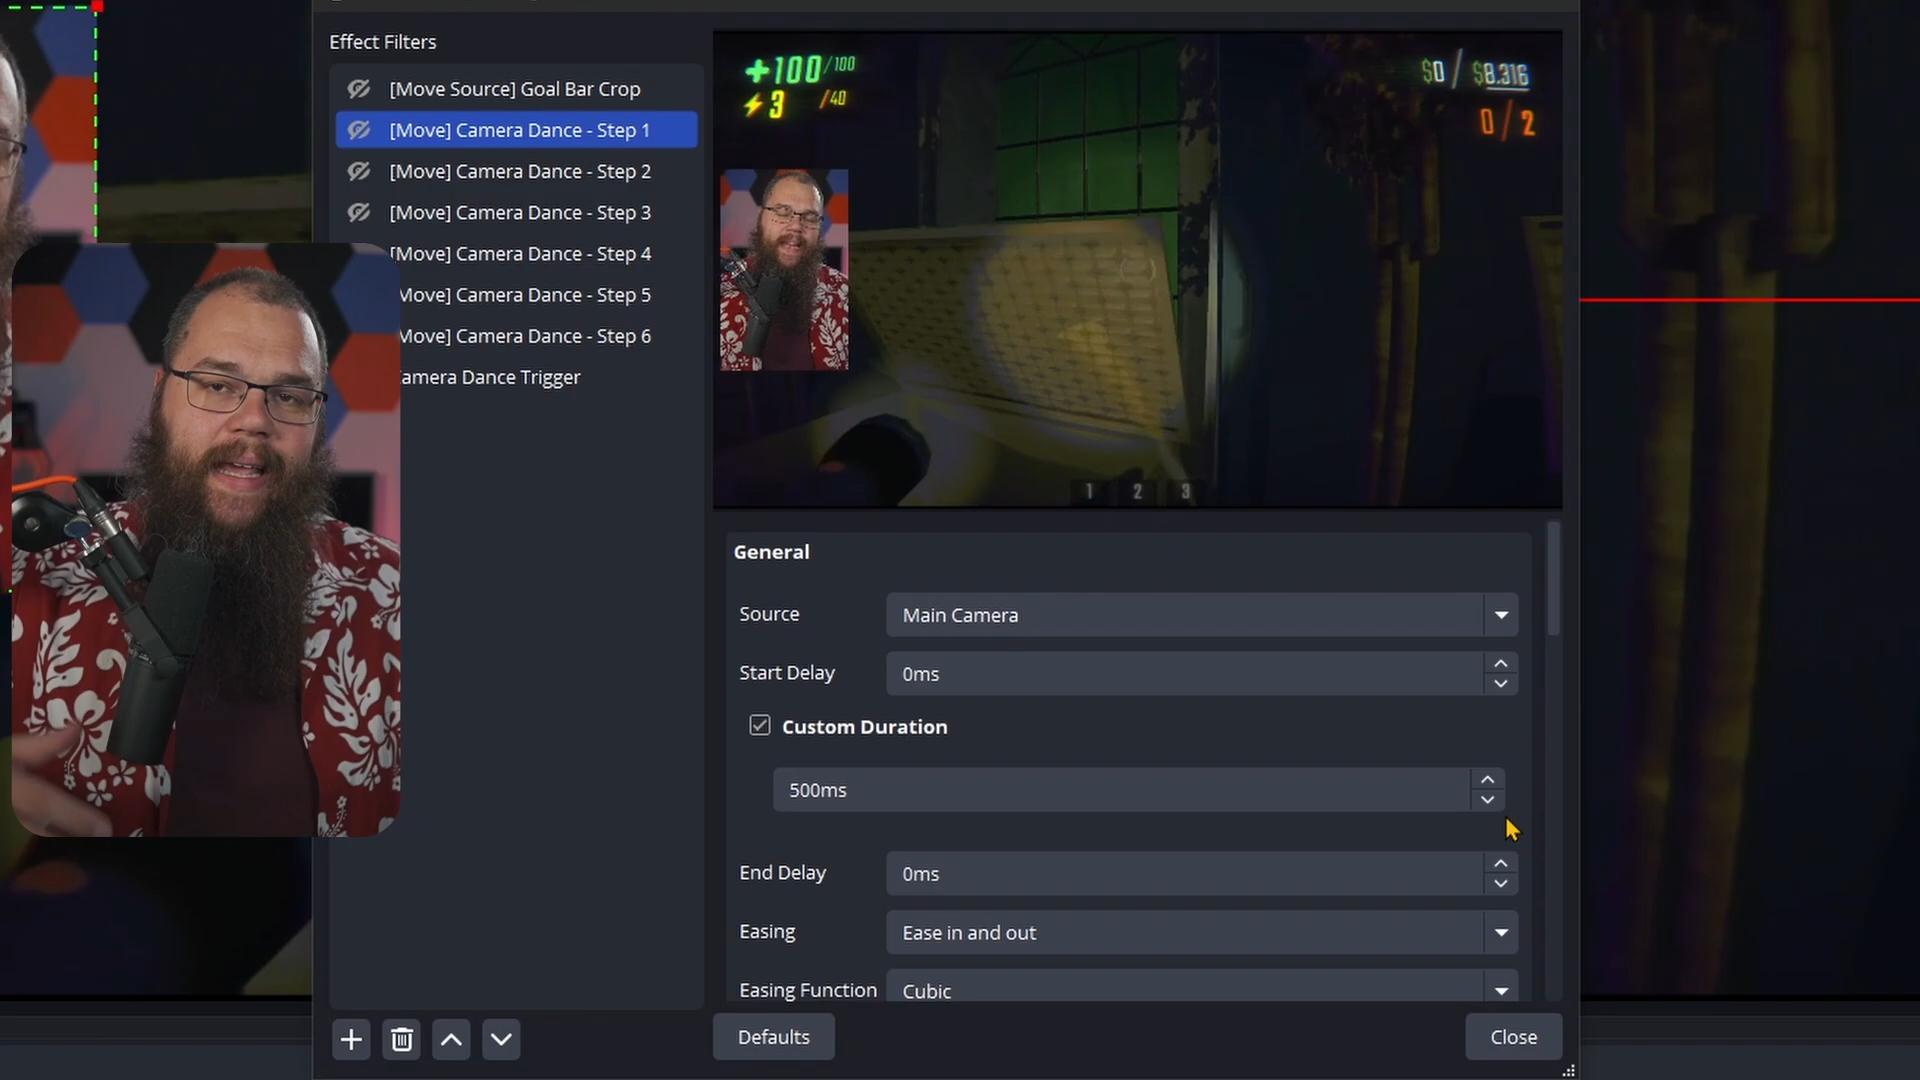 Effect Filters
[Move Source] Goal Bar Crop
[Move] Camera Dance - Step 1
[Move] Camera Dance - Step 2
[Move] Camera Dance - Step 3
Move] Camera Dance - Step 4
Move] Camera Dance - Step 5
Move] Camera Dance - Step 6
amera Dance Trigger
+100/100
3 /40
$0 / $8.316
0 / 2
1 2 3
General
Source Main Camera
Start Delay 0ms
Custom Duration
500ms
End Delay 0ms
Easing Ease in and out
Easing Function Cubic
Defaults
Close